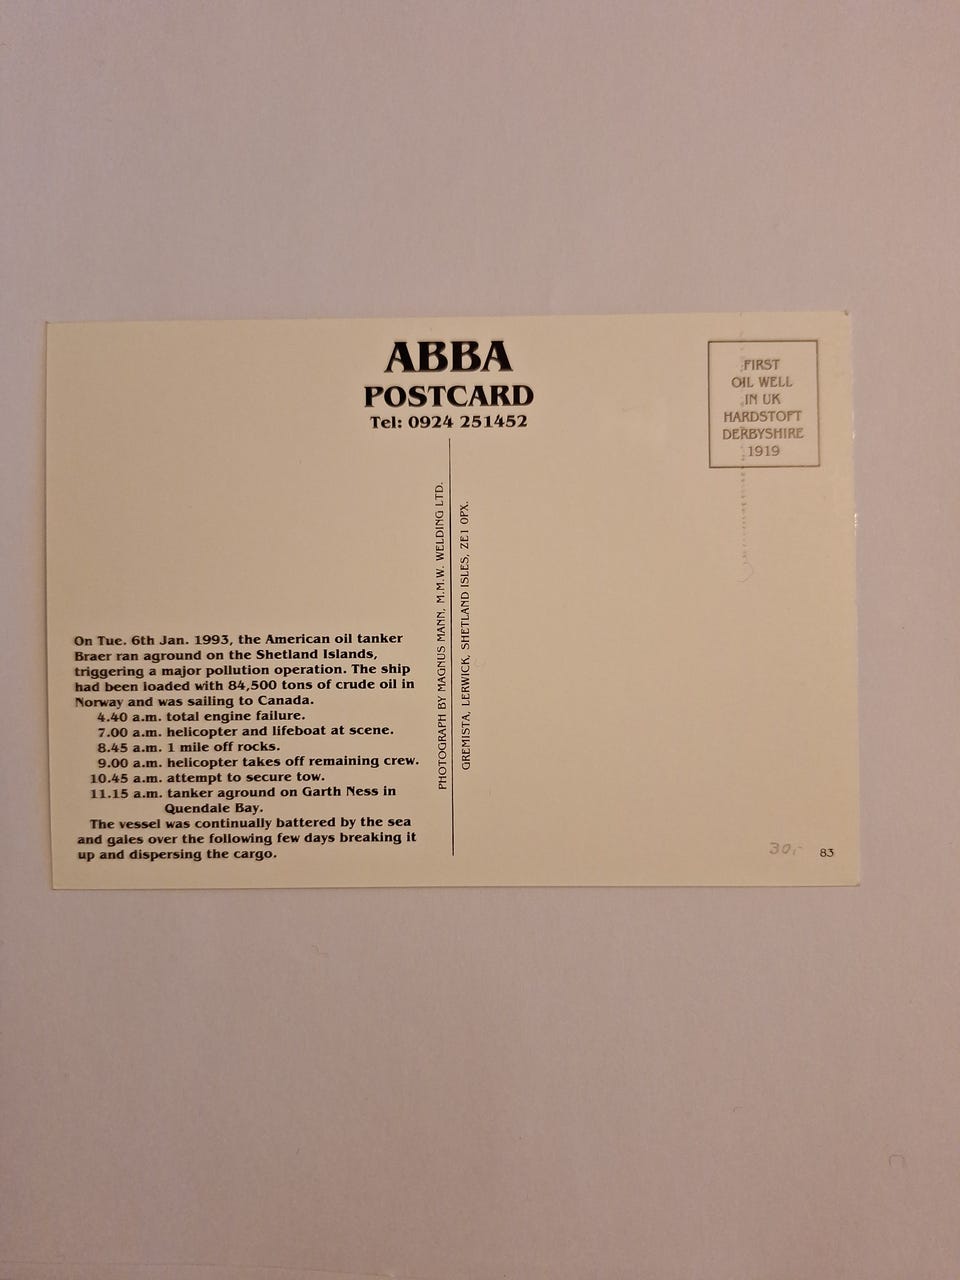 ABBA
POSTCARD
Tel: 0924 251452
FIRST
OIL WELL
IN UK
HARDSTOFT
DERBYSHIRE
1919
PHOTOGRAPH BY MAGNUS MANN, M.M.W. WELDING LTD.
GREMISTA, LERWICK, SHETLAND ISLES, ZE1 0PX.
On Tue. 6th Jan. 1993, the American oil tanker
Braer ran aground on the Shetland Islands,
triggering a major pollution operation. The ship
had been loaded with 84,500 tons of crude oil in
Norway and was sailing to Canada.
4.40 a.m. total engine failure.
7.00 a.m. helicopter and lifeboat at scene.
8.45 a.m. 1 mile off rocks.
9.00 a.m. helicopter takes off remaining crew.
10.45 a.m. attempt to secure tow.
11.15 a.m. tanker aground on Garth Ness in
Quendale Bay.
The vessel was continually battered by the sea
and gales over the following few days breaking it
up and dispersing the cargo.
30,-
83